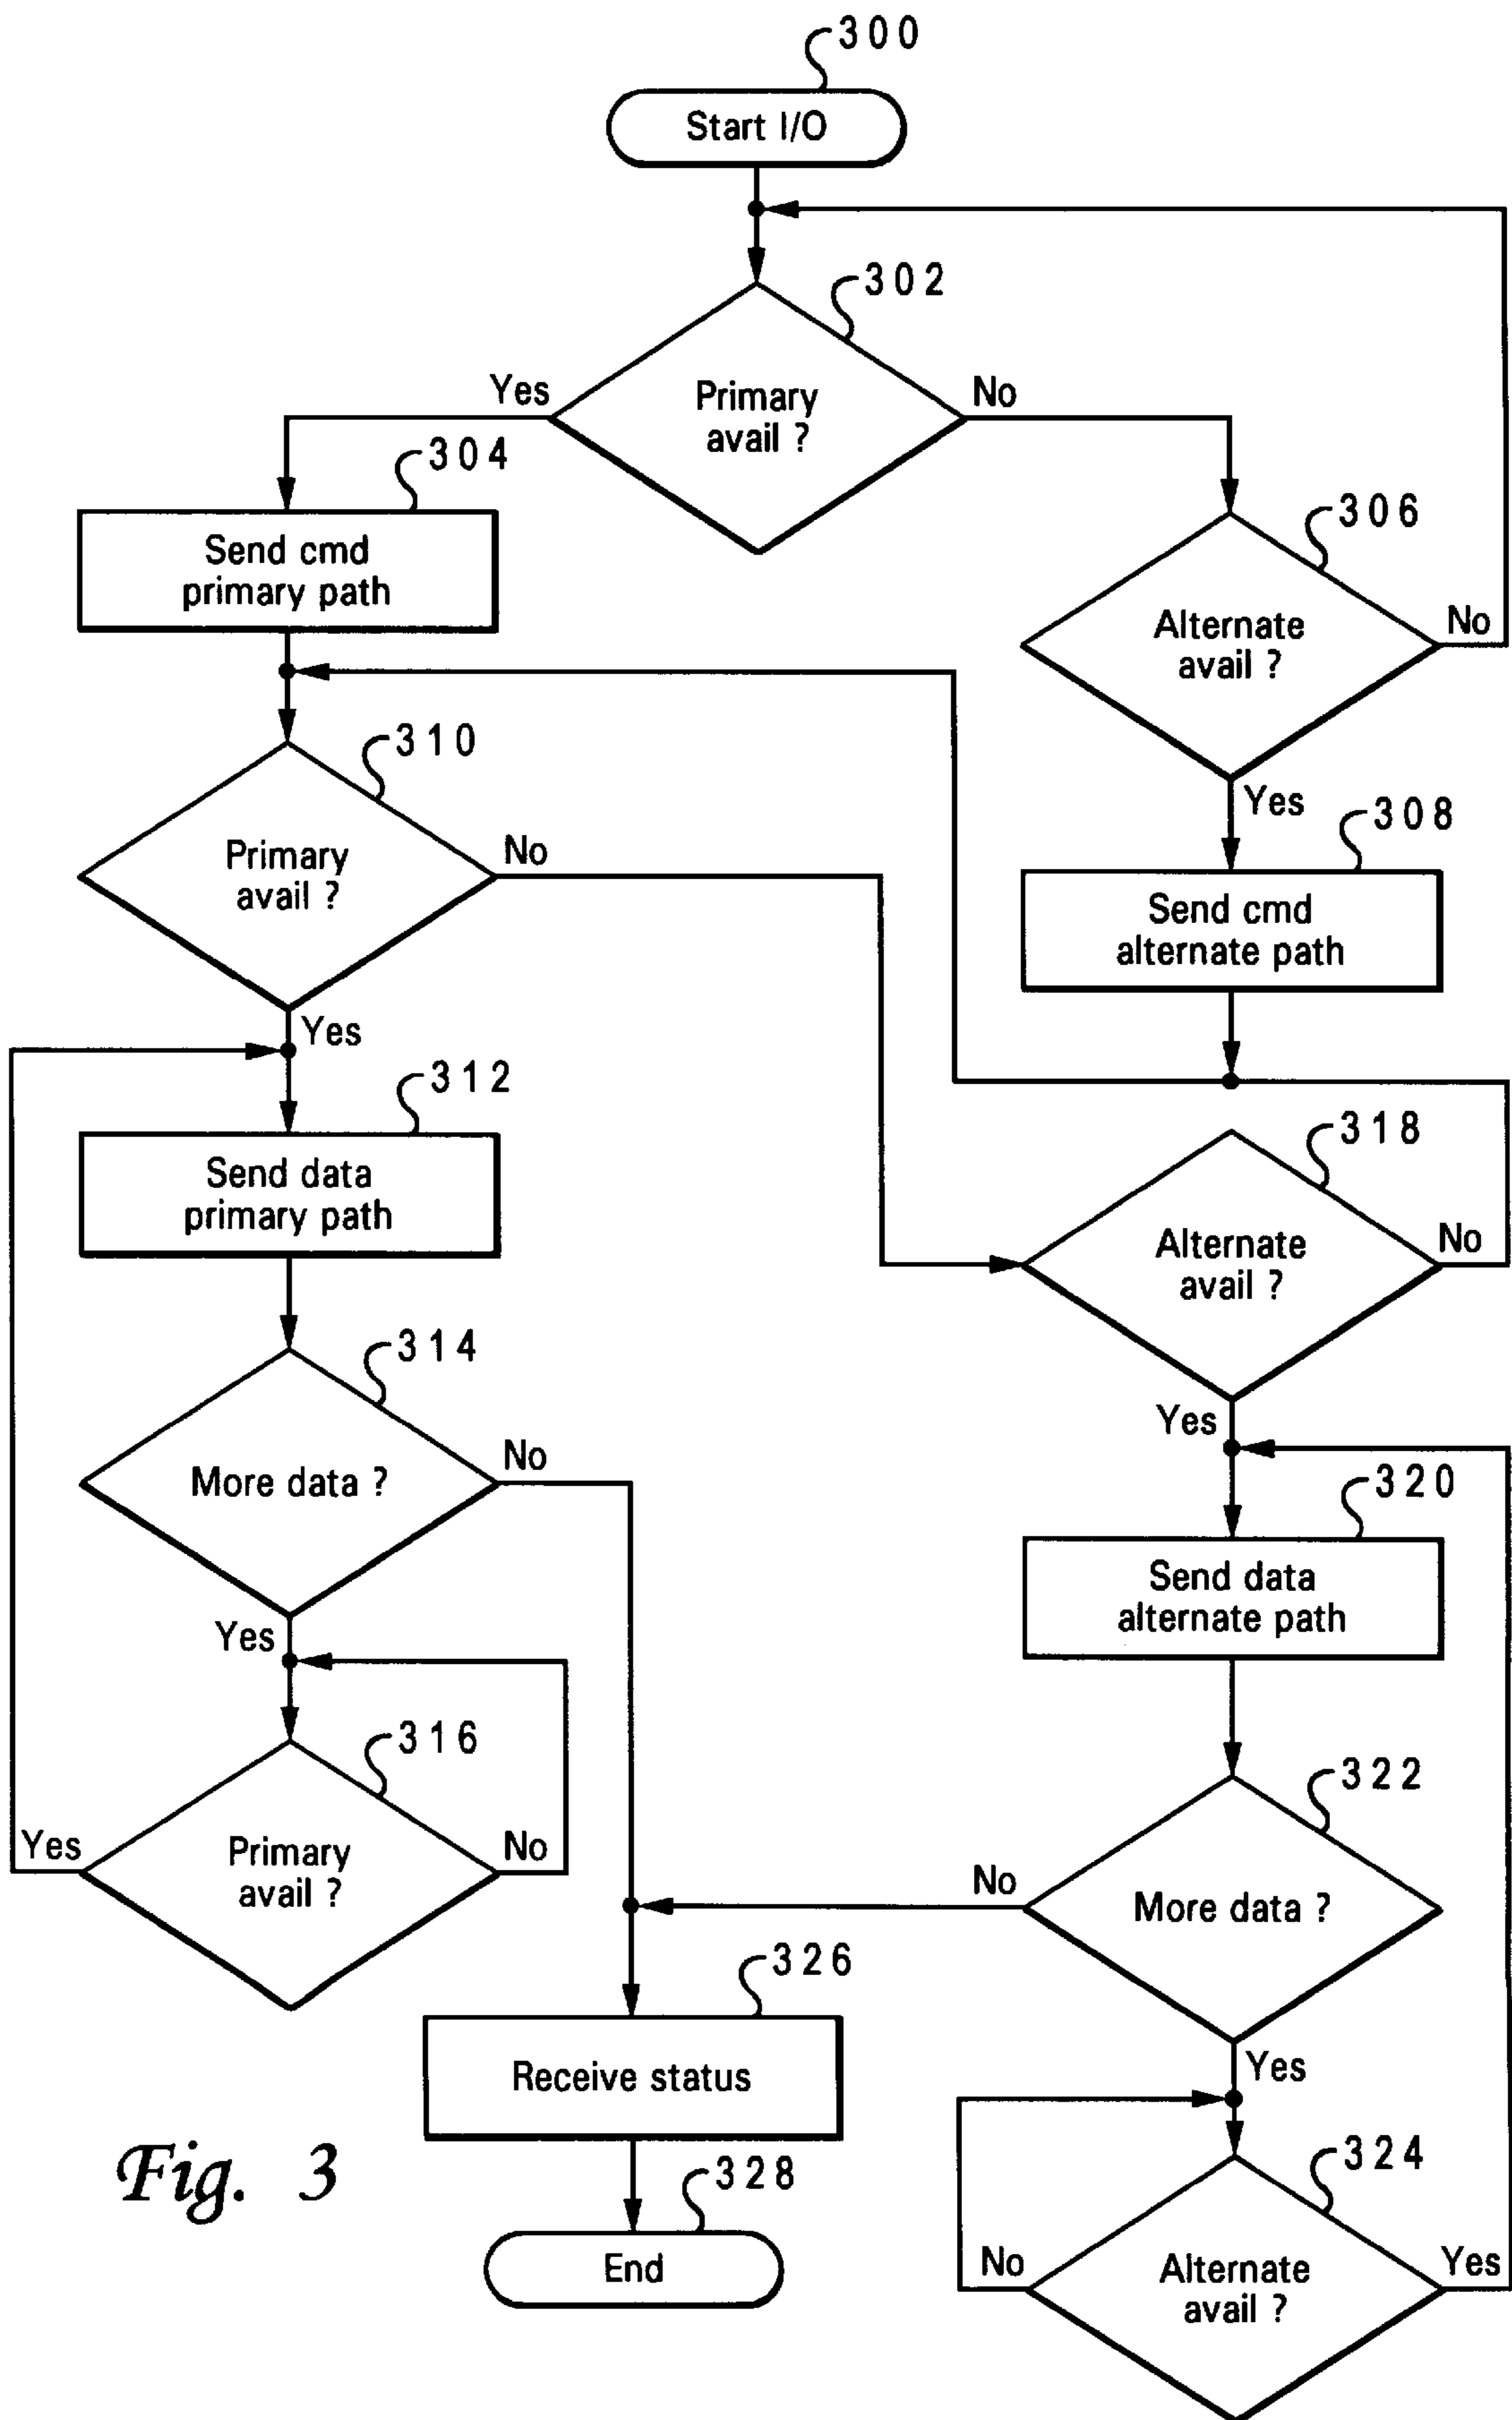 300
Start I/O
302
Primary
avail ?
Yes
No
304
Send cmd
primary path
306
Alternate
avail ?
No
Yes
308
Send cmd
alternate path
310
Primary
avail ?
No
Yes
312
Send data
primary path
318
Alternate
avail ?
No
Yes
314
More data ?
No
Yes
320
Send data
alternate path
316
Primary
avail ?
Yes
No
322
More data ?
No
Yes
326
Receive status
324
Alternate
avail ?
No
Yes
328
End
Fig. 3